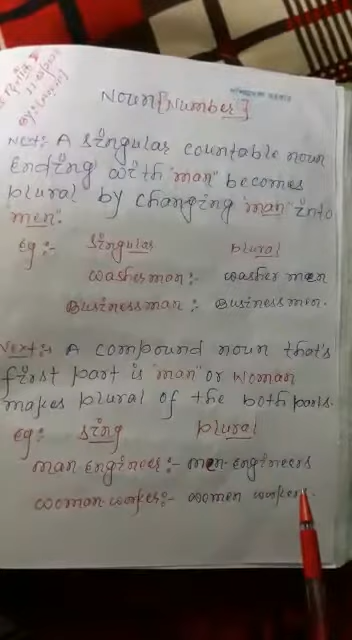 Noun [Number]
Next:- A singular countable noun
ending with "man" becomes
plural by changing "man" into
"men".
eg:- Singular plural
washerman:- washer men
Businessman:- Businessmen.
Next:- A compound noun that's
first part is "man" or woman
makes plural of the both parts.
eg:- Sing plural
man-engineer:- men-engineers
woman-worker:- women workers.